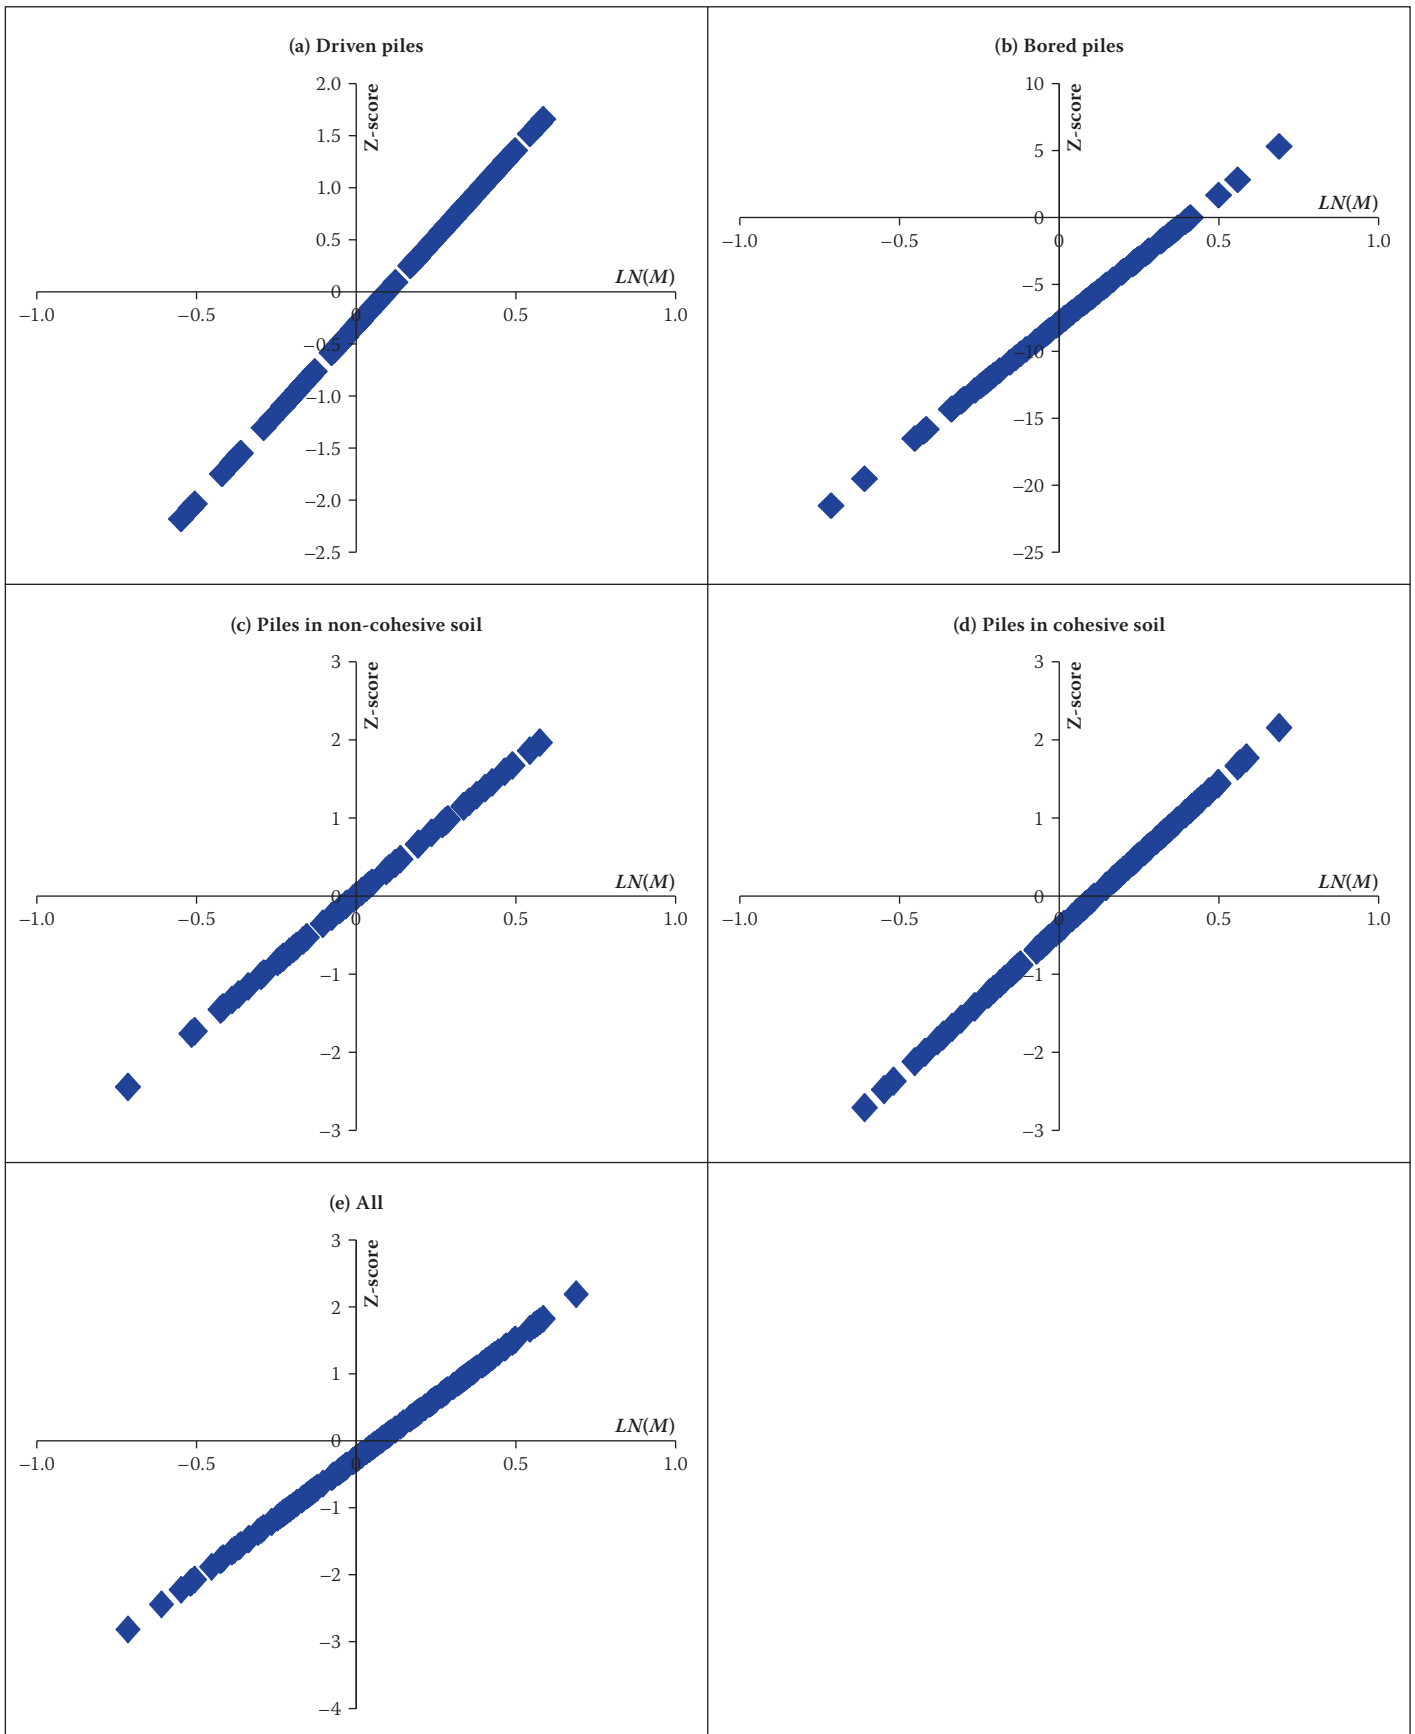 (a) Driven piles
2.0
1.5
1.0
0.5
0
−0.5
−1.0
−1.5
−2.0
−2.5
Z-score
LN(M)
−1.0 −0.5 0 0.5 1.0
(b) Bored piles
10
5
0
−5
−10
−15
−20
−25
Z-score
LN(M)
−1.0 −0.5 0 0.5 1.0
(c) Piles in non-cohesive soil
3
2
1
0
−1
−2
−3
Z-score
LN(M)
−1.0 −0.5 0 0.5 1.0
(d) Piles in cohesive soil
3
2
1
0
−1
−2
−3
Z-score
LN(M)
−1.0 −0.5 0 0.5 1.0
(e) All
3
2
1
0
−1
−2
−3
−4
Z-score
LN(M)
−1.0 −0.5 0 0.5 1.0